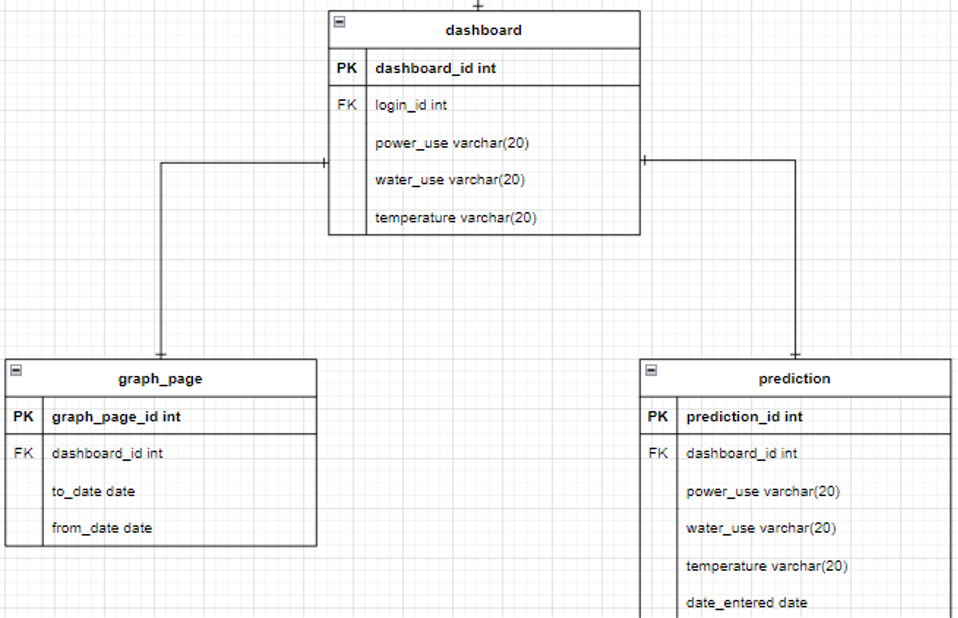 dashboard
PK dashboard_id int
FK login_id int
power_use varchar(20)
water_use varchar(20)
temperature varchar(20)
graph_page
PK graph_page_id int
FK dashboard_id int
to_date date
from_date date
prediction
PK prediction_id int
FK dashboard_id int
power_use varchar(20)
water_use varchar(20)
temperature varchar(20)
date_entered date